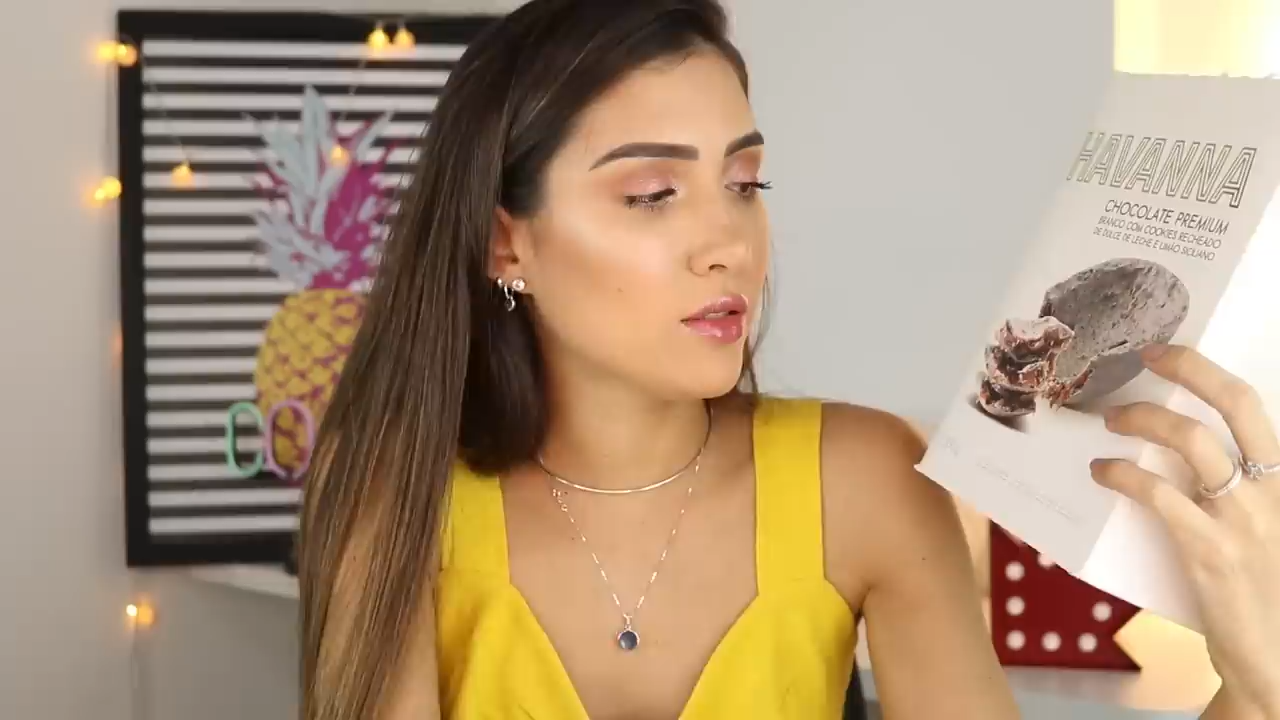 HAVANNA
CHOCOLATE PREMIUM
BRANCO COM COOKIES RECHEADO
DE DULCE DE LECHE E LIMÃO SICILIANO